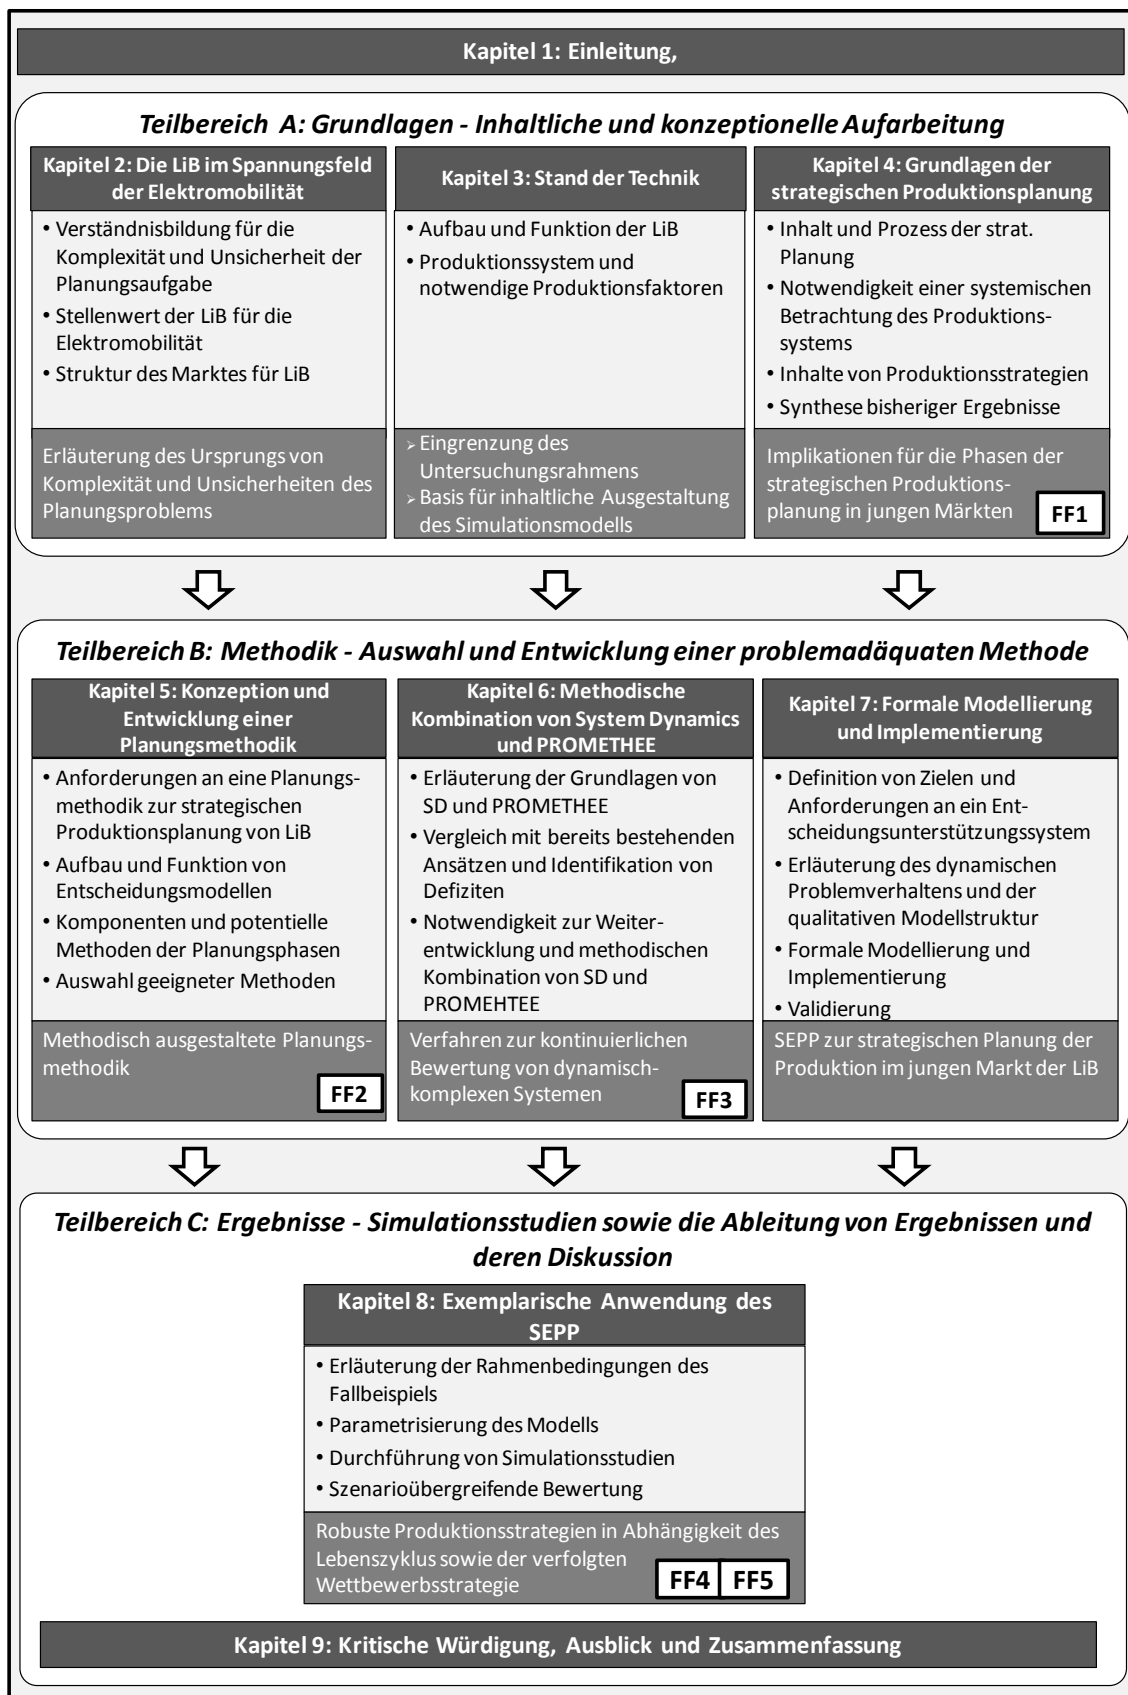 Kapitel 1: Einleitung,
Teilbereich A: Grundlagen - Inhaltliche und konzeptionelle Aufarbeitung
Kapitel 2: Die LiB im Spannungsfeld
der Elektromobilität
• Verständnisbildung für die
Komplexität und Unsicherheit der
Planungsaufgabe
• Stellenwert der LiB für die
Elektromobilität
• Struktur des Marktes für LiB
Erläuterung des Ursprungs von
Komplexität und Unsicherheiten des
Planungsproblems
Kapitel 3: Stand der Technik
• Aufbau und Funktion der LiB
• Produktionssystem und
notwendige Produktionsfaktoren
➢ Eingrenzung des
Untersuchungsrahmens
➢ Basis für inhaltliche Ausgestaltung
des Simulationsmodells
Kapitel 4: Grundlagen der
strategischen Produktionsplanung
• Inhalt und Prozess der strat.
Planung
• Notwendigkeit einer systemischen
Betrachtung des Produktions-
systems
• Inhalte von Produktionsstrategien
• Synthese bisheriger Ergebnisse
Implikationen für die Phasen der
strategischen Produktions-
planung in jungen Märkten
FF1
Teilbereich B: Methodik - Auswahl und Entwicklung einer problemadäquaten Methode
Kapitel 5: Konzeption und
Entwicklung einer
Planungsmethodik
• Anforderungen an eine Planungs-
methodik zur strategischen
Produktionsplanung von LiB
• Aufbau und Funktion von
Entscheidungsmodellen
• Komponenten und potentielle
Methoden der Planungsphasen
• Auswahl geeigneter Methoden
Methodisch ausgestaltete Planungs-
methodik
FF2
Kapitel 6: Methodische
Kombination von System Dynamics
und PROMETHEE
• Erläuterung der Grundlagen von
SD und PROMETHEE
• Vergleich mit bereits bestehenden
Ansätzen und Identifikation von
Defiziten
• Notwendigkeit zur Weiter-
entwicklung und methodischen
Kombination von SD und
PROMEHTEE
Verfahren zur kontinuierlichen
Bewertung von dynamisch-
komplexen Systemen
FF3
Kapitel 7: Formale Modellierung
und Implementierung
• Definition von Zielen und
Anforderungen an ein Ent-
scheidungsunterstützungssystem
• Erläuterung des dynamischen
Problemverhaltens und der
qualitativen Modellstruktur
• Formale Modellierung und
Implementierung
• Validierung
SEPP zur strategischen Planung der
Produktion im jungen Markt der LiB
Teilbereich C: Ergebnisse - Simulationsstudien sowie die Ableitung von Ergebnissen und
deren Diskussion
Kapitel 8: Exemplarische Anwendung des
SEPP
• Erläuterung der Rahmenbedingungen des
Fallbeispiels
• Parametrisierung des Modells
• Durchführung von Simulationsstudien
• Szenarioübergreifende Bewertung
Robuste Produktionsstrategien in Abhängigkeit des
Lebenszyklus sowie der verfolgten
Wettbewerbsstrategie
FF4 FF5
Kapitel 9: Kritische Würdigung, Ausblick und Zusammenfassung